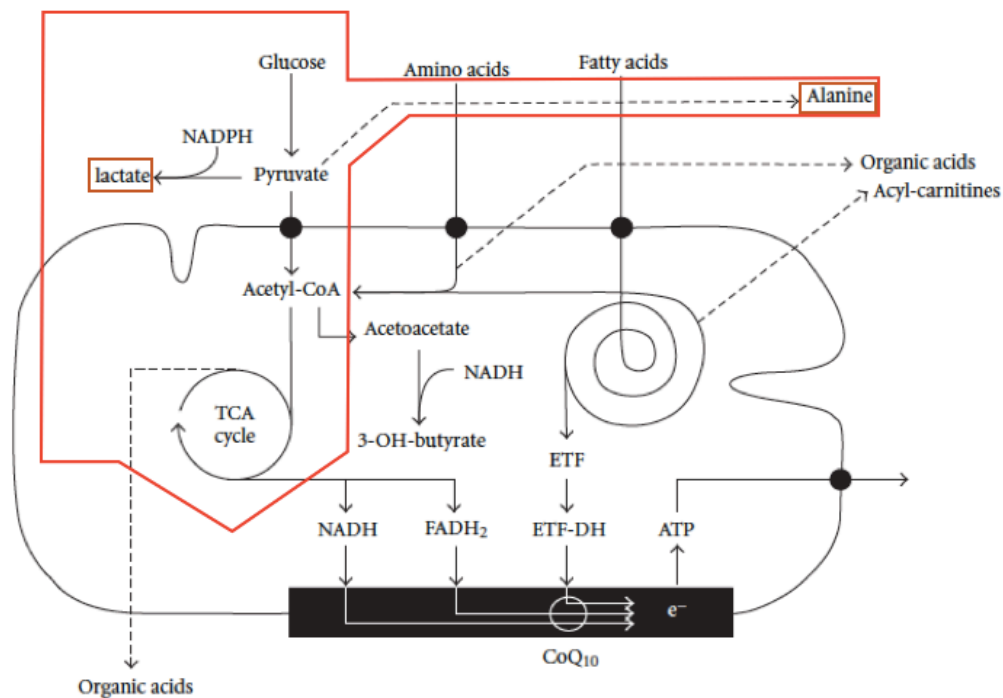 Glucose
Amino acids
Fatty acids
Alanine
NADPH
lactate
Pyruvate
Organic acids
Acyl-carnitines
Acetyl-CoA
Acetoacetate
NADH
TCA
cycle
3-OH-butyrate
ETF
NADH
FADH₂
ETF-DH
ATP
e⁻
CoQ₁₀
Organic acids